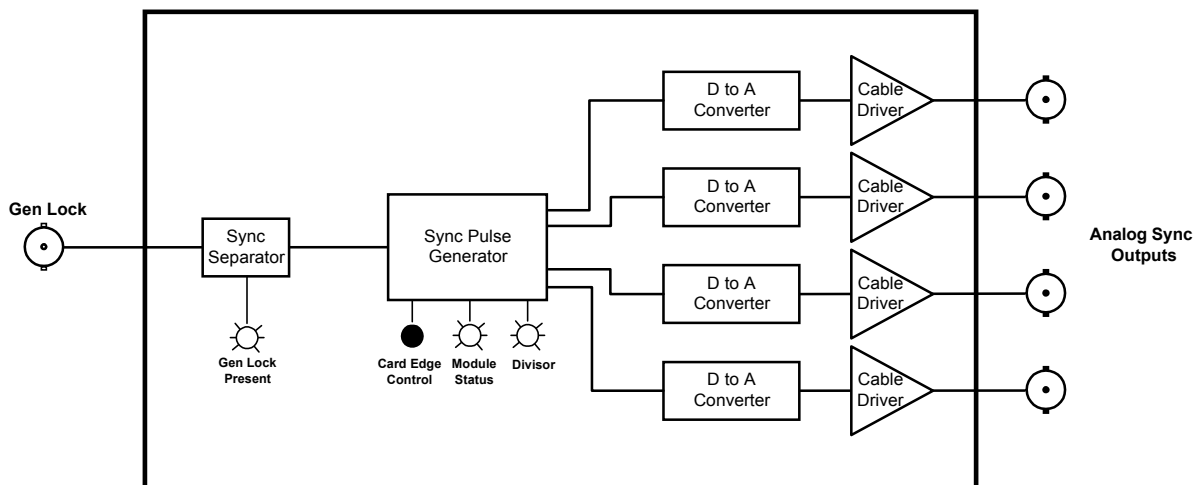 D to A
Converter
Cable
Driver
D to A
Converter
Cable
Driver
Gen Lock
Sync
Separator
Sync Pulse
Generator
Analog Sync
Outputs
D to A
Converter
Cable
Driver
Gen Lock
Present
Card Edge
Control
Module
Status
Divisor
D to A
Converter
Cable
Driver